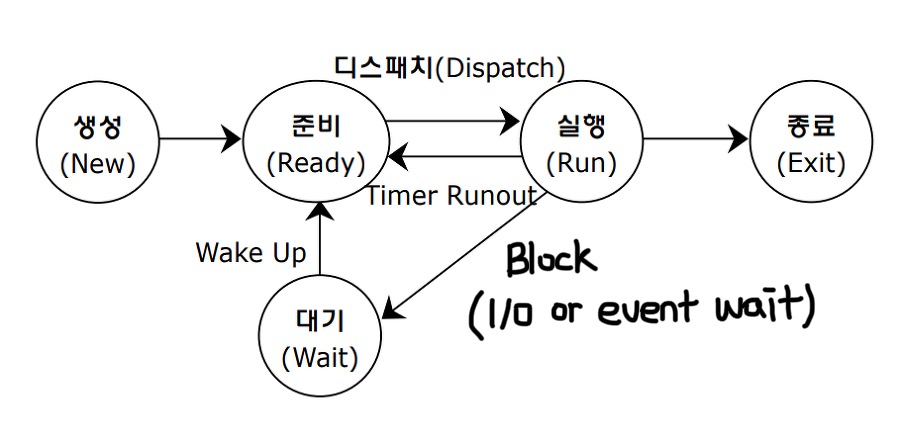 디스패치(Dispatch)
생성
(New)
준비
(Ready)
실행
(Run)
종료
(Exit)
Timer Runout
Wake Up
Block
(I/O or event wait)
대기
(Wait)